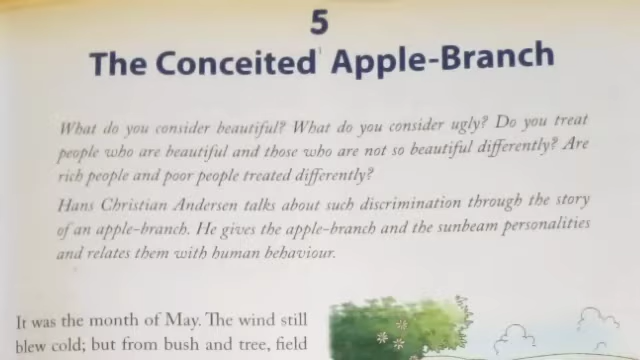 5
The Conceited Apple-Branch
What do you consider beautiful? What do you consider ugly? Do you treat
people who are beautiful and those who are not so beautiful differently? Are
rich people and poor people treated differently?
Hans Christian Andersen talks about such discrimination through the story
of an apple-branch. He gives the apple-branch and the sunbeam personalities
and relates them with human behaviour.
It was the month of May. The wind still
blew cold; but from bush and tree, field